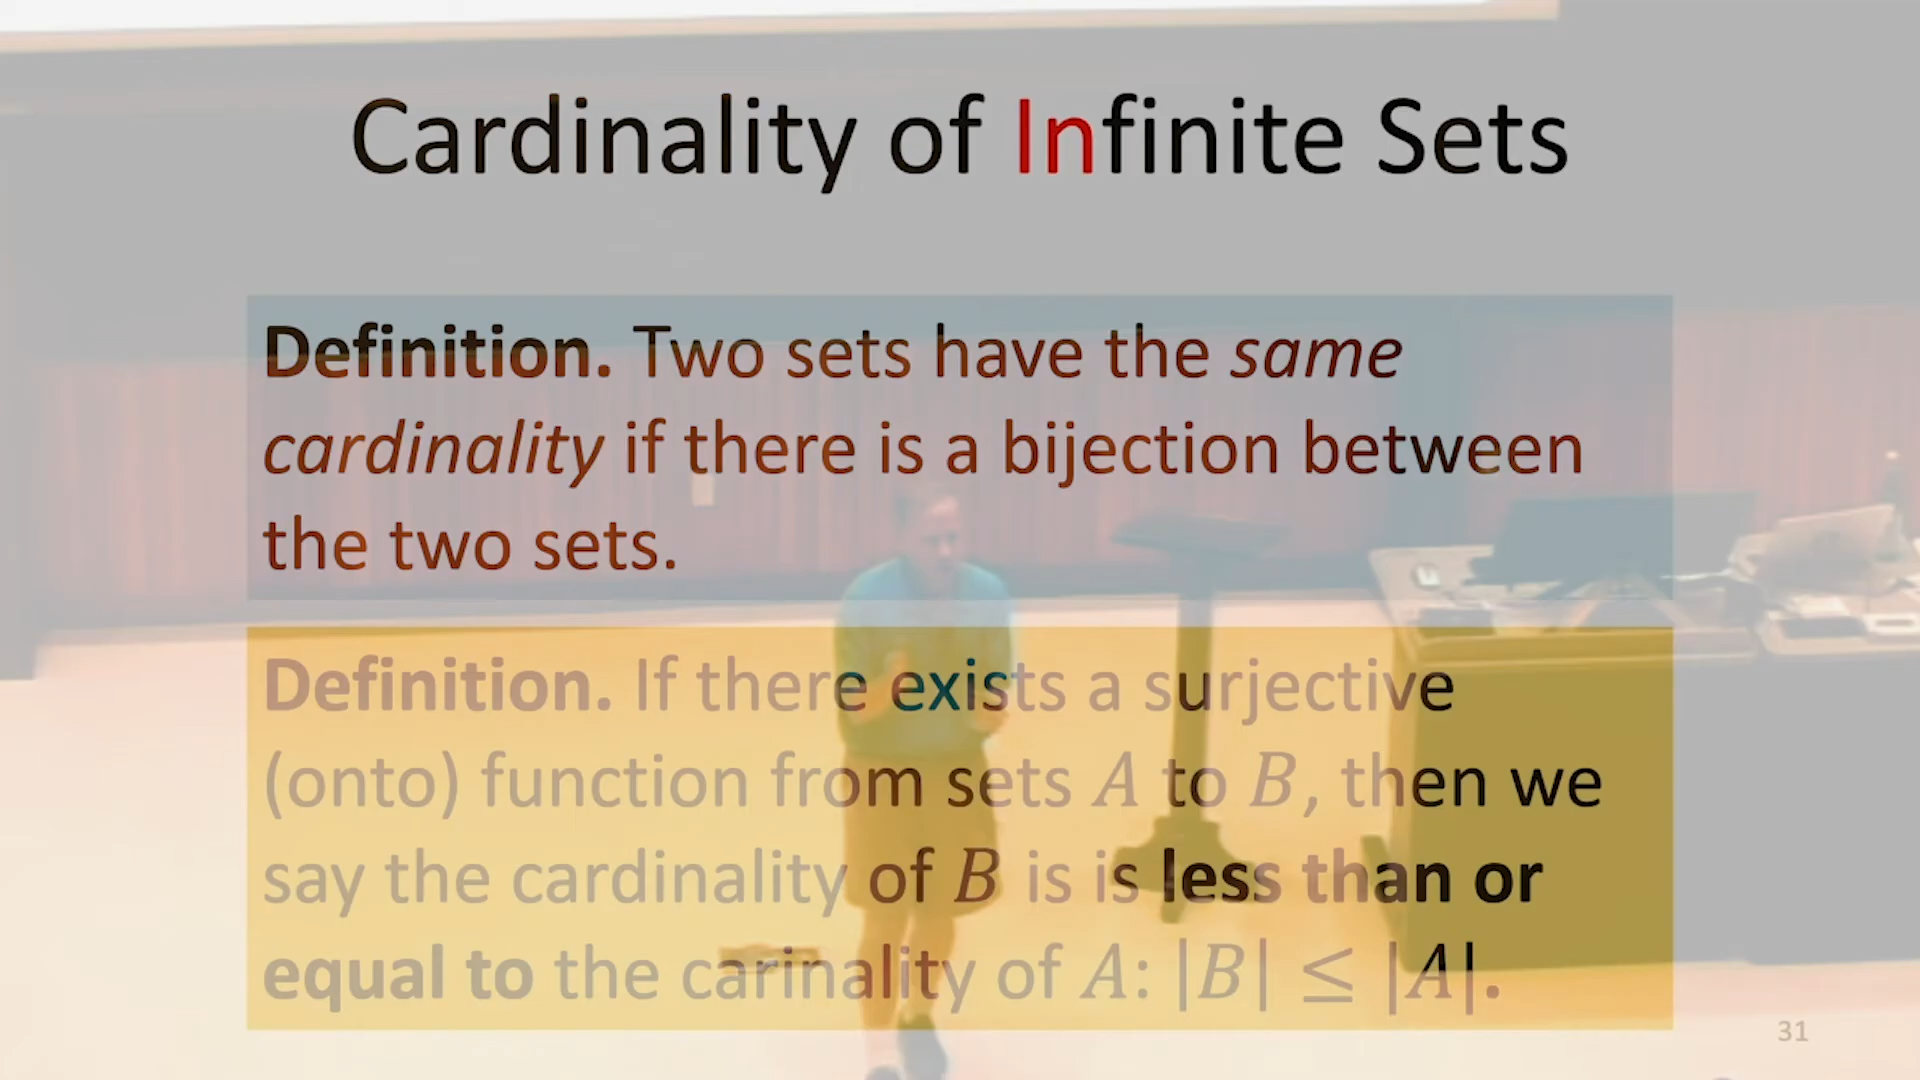 Cardinality of Infinite Sets
Definition. Two sets have the same
cardinality if there is a bijection between
the two sets.
Definition. If there exists a surjective
(onto) function from sets A to B, then we
say the cardinality of B is is less than or
equal to the carinality of A: |B| ≤ |A|.
31